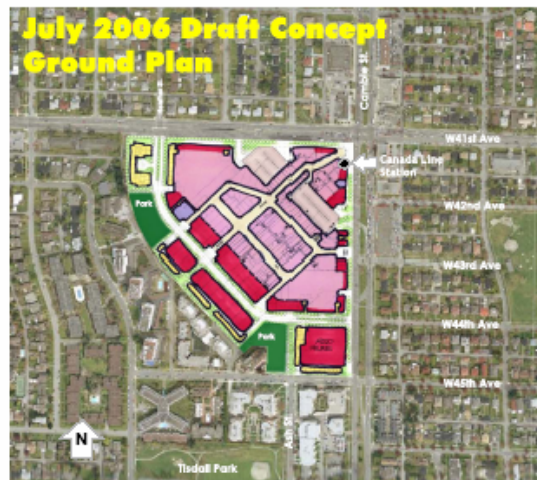 July 2006 Draft Concept
Ground Plan
Cambie St.
W41st Ave
Canada Line
Station
Park
W42nd Ave
W43rd Ave
W44th Ave
Park
W45th Ave
Ash St
N
Tisdall Park